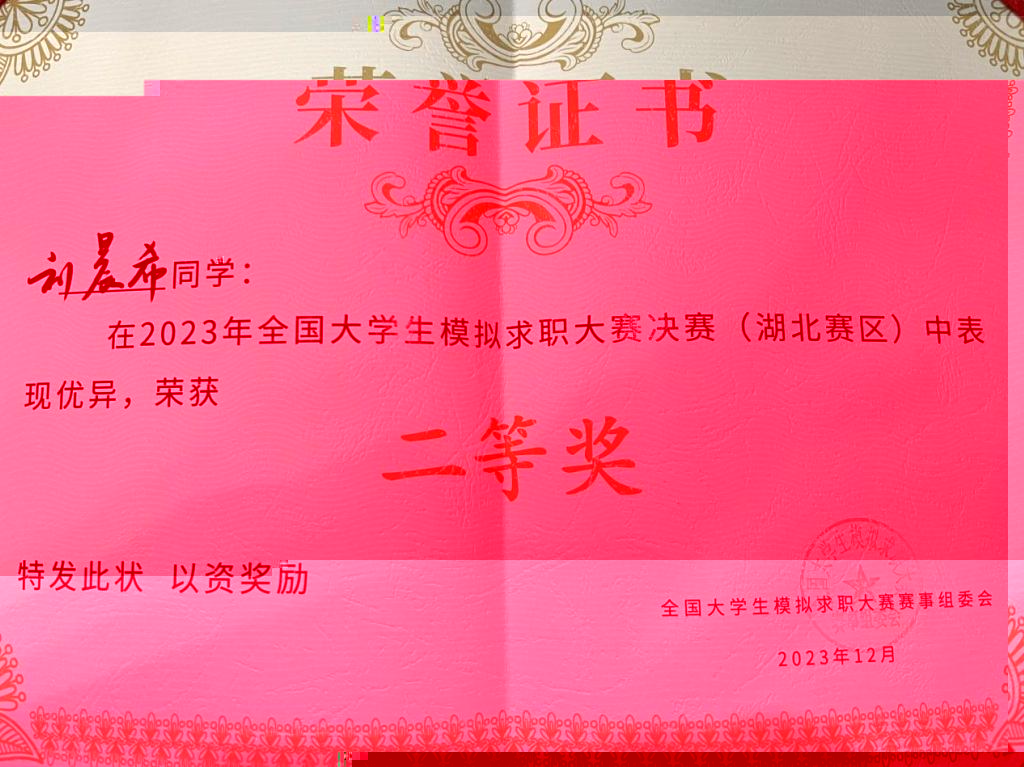 荣誉证书
刘晨希同学：
在2023年全国大学生模拟求职大赛决赛（湖北赛区）中表
现优异，荣获
二等奖
特发此状 以资奖励
全国大学生模拟求职大赛赛事组委会
2023年12月